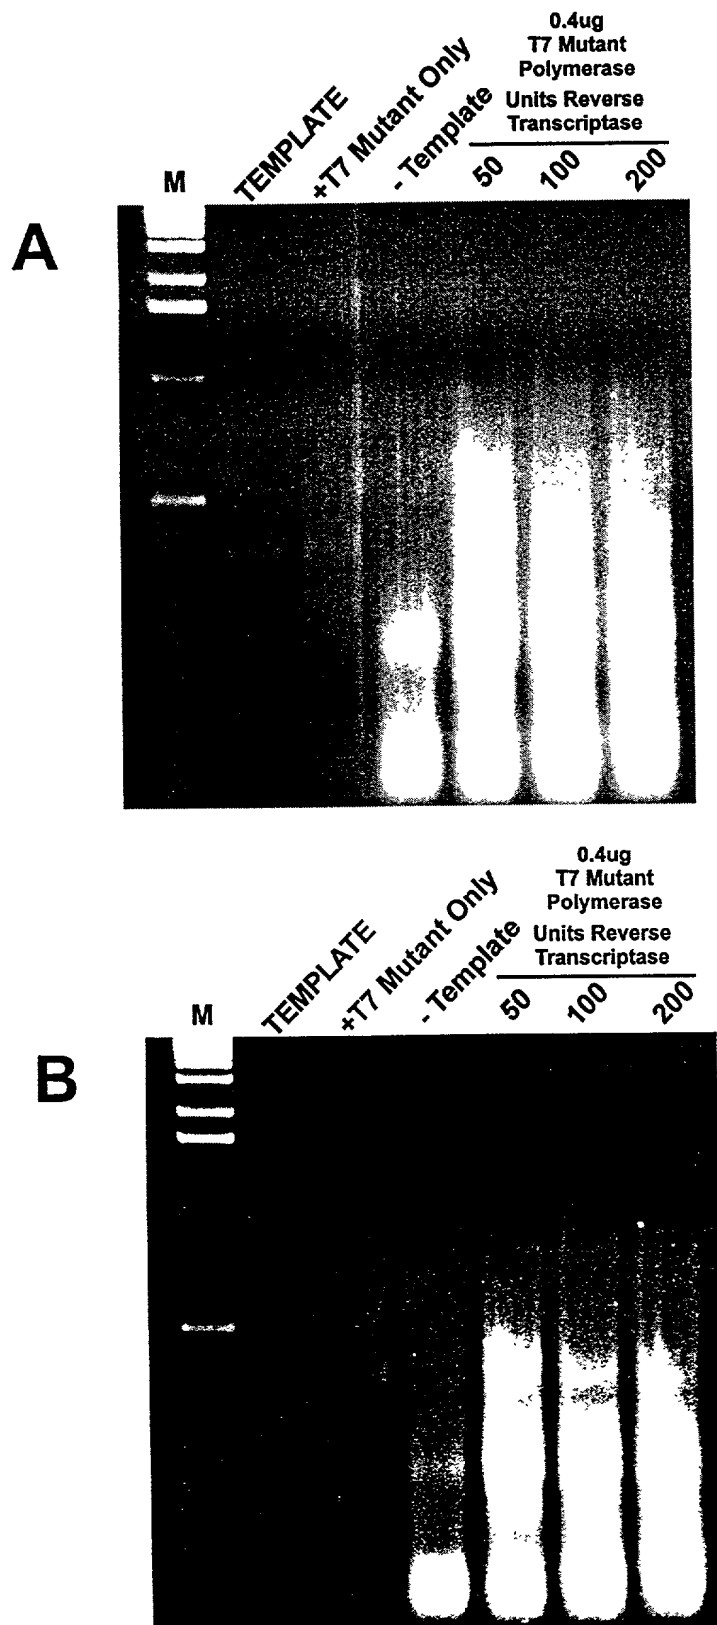 0.4ug
T7 Mutant
Polymerase
Units Reverse
Transcriptase
M
TEMPLATE
+T7 Mutant Only
- Template
50
100
200
A
0.4ug
T7 Mutant
Polymerase
Units Reverse
Transcriptase
M
TEMPLATE
+T7 Mutant Only
- Template
50
100
200
B